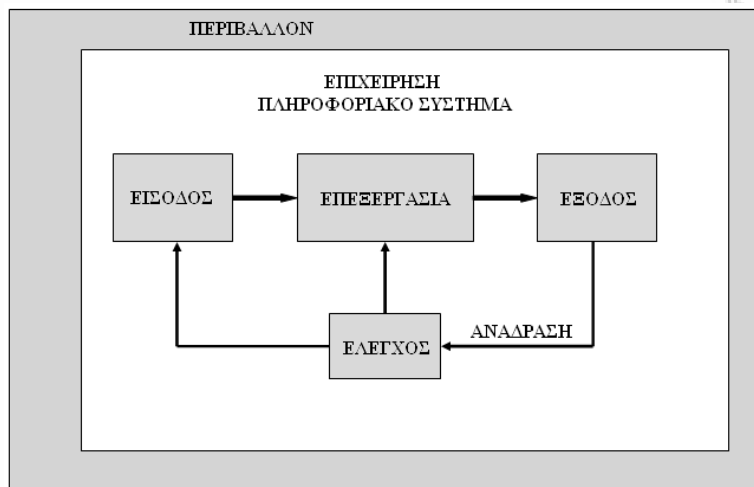 ΠΕΡΙΒΑΛΛΟΝ
ΕΠΙΧΕΙΡΗΣΗ
ΠΛΗΡΟΦΟΡΙΑΚΟ ΣΥΣΤΗΜΑ
ΕΙΣΟΔΟΣ
ΕΠΕΞΕΡΓΑΣΙΑ
ΕΞΟΔΟΣ
ΑΝΑΔΡΑΣΗ
ΕΛΕΓΧΟΣ